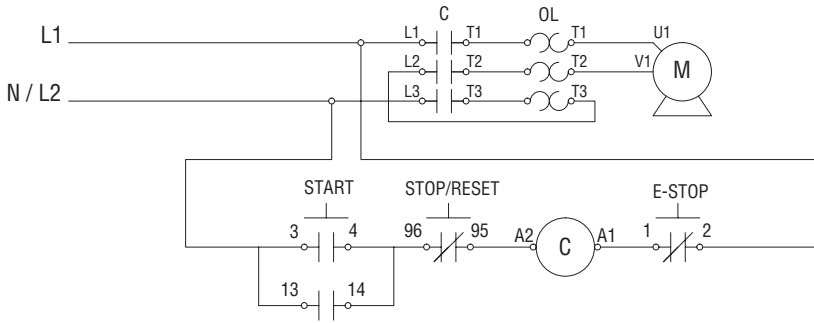 C OL
L1 L1 T1 T1 U1
L2 T2 T2 V1 M
N / L2 L3 T3 T3
START STOP/RESET E-STOP
3 4 96 95 A2 C A1 1 2
13 14